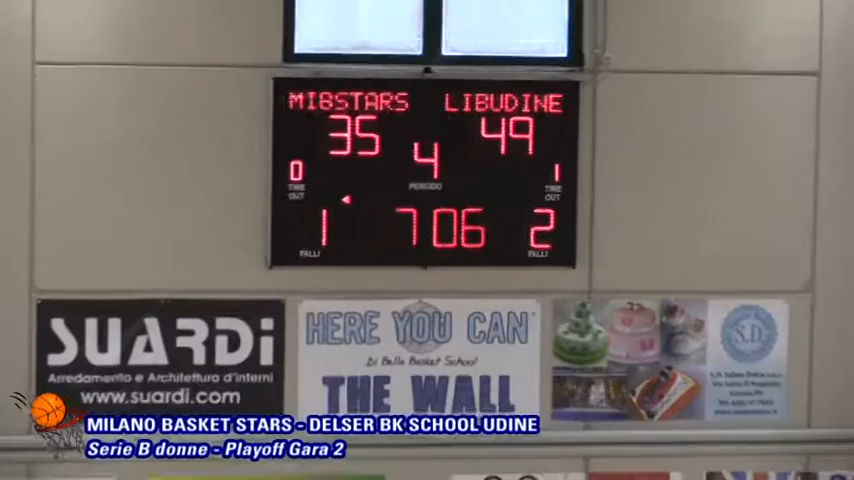 MIBSTARS LIBUDINE
35 4 49
0 PERIODO 1
TIME OUT TIME OUT
1 7 06 2
FALLI FALLI
SUARDI
Arredamento e Architettura d'interni
www.suardi.com
HERE YOU CAN
Di Bella Basket School
THE WALL
S.D.
MILANO BASKET STARS - DELSER BK SCHOOL UDINE
Serie B donne - Playoff Gara 2